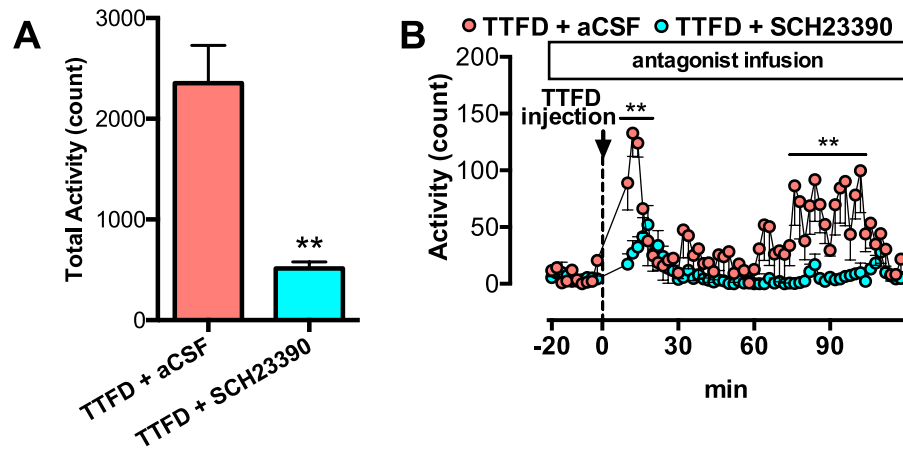 A
Total Activity (count)
3000
2000
1000
0
**
TTFD + aCSF
TTFD + SCH23390
B
TTFD + aCSF TTFD + SCH23390
antagonist infusion
Activity (count)
200
150
100
50
0
TTFD
injection
**
**
-20 0 30 60 90
min